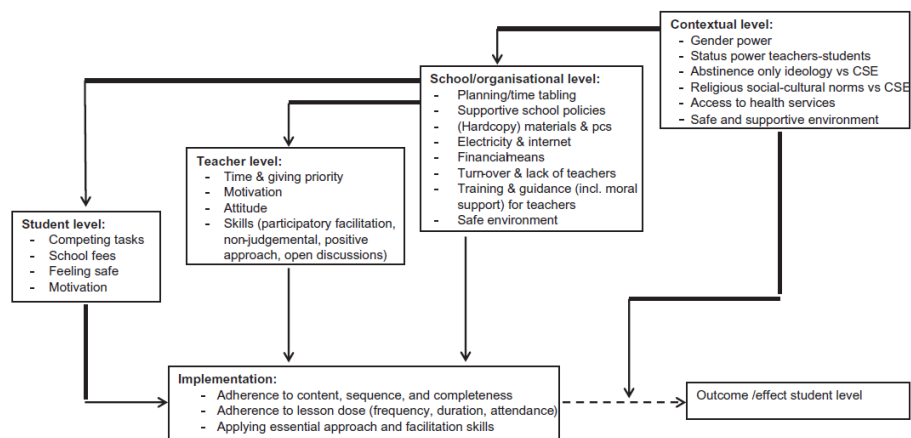 Contextual level:
- Gender power
- Status power teachers-students
- Abstinence only ideology vs CSE
- Religious social-cultural norms vs CSE
- Access to health services
- Safe and supportive environment
School/organisational level:
- Planning/time tabling
- Supportive school policies
- (Hardcopy) materials & pcs
- Electricity & internet
- Financialmeans
- Turn-over & lack of teachers
- Training & guidance (incl. moral
support) for teachers
- Safe environment
Teacher level:
- Time & giving priority
- Motivation
- Attitude
- Skills (participatory facilitation,
non-judgemental, positive
approach, open discussions)
Student level:
- Competing tasks
- School fees
- Feeling safe
- Motivation
Implementation:
- Adherence to content, sequence, and completeness
- Adherence to lesson dose (frequency, duration, attendance)
- Applying essential approach and facilitation skills
Outcome /effect student level